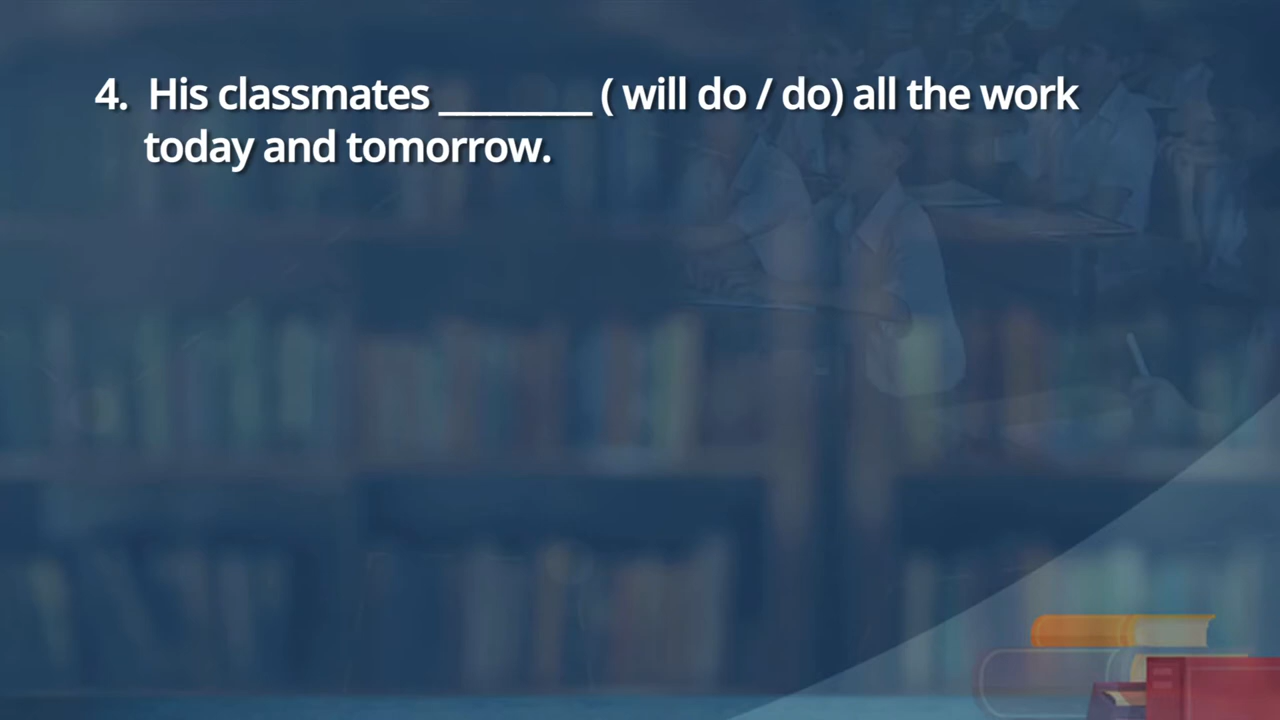 4. His classmates ________ ( will do / do) all the work
today and tomorrow.